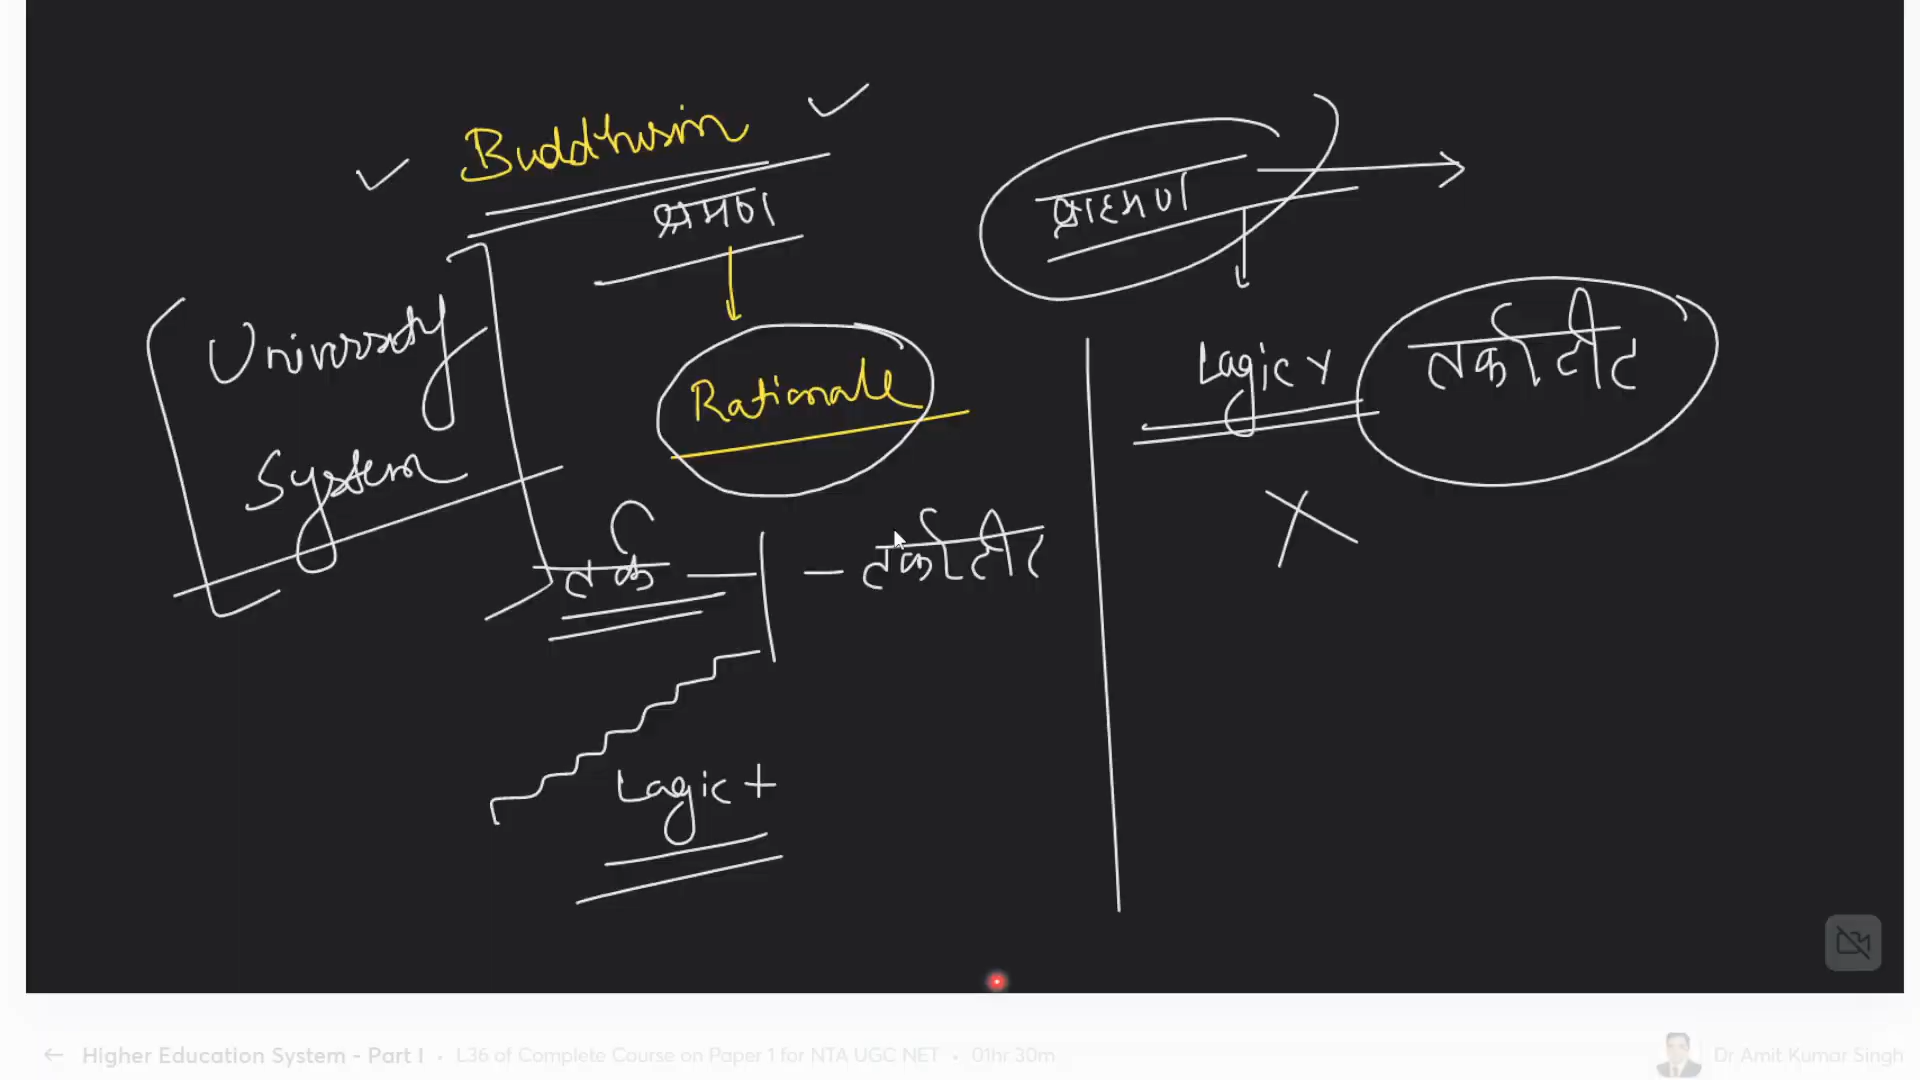 Buddhism
श्रमण
ब्राहमण
University
System
Rationale
Logic x
तर्कातीत
तर्क — | — तर्कातीत
Logic +
← Higher Education System - Part I • L36 of Complete Course on Paper 1 for NTA UGC NET • 01hr 30m
Dr Amit Kumar Singh